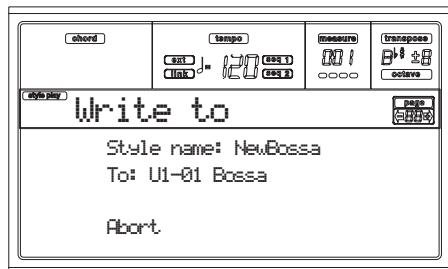 chord tempo measure transpose
ext ♩= 120 seq 1 001 B♭
link seq 2 octave
style play page
Write to
Style name: NewBossa
To: U1-01 Bossa
Abort